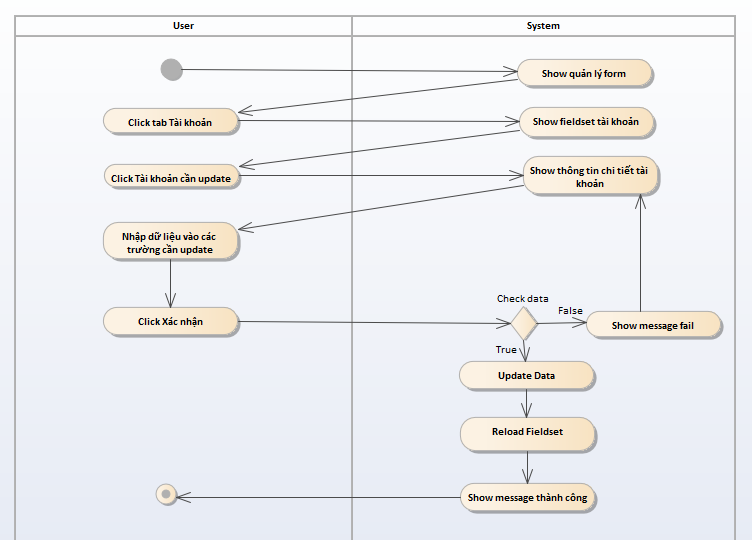 User
System
Show quản lý form
Click tab Tài khoản
Show fieldset tài khoản
Click Tài khoản cần update
Show thông tin chi tiết tài
khoản
Nhập dữ liệu vào các
trường cần update
Check data
Click Xác nhận
False
Show message fail
True
Update Data
Reload Fieldset
Show message thành công